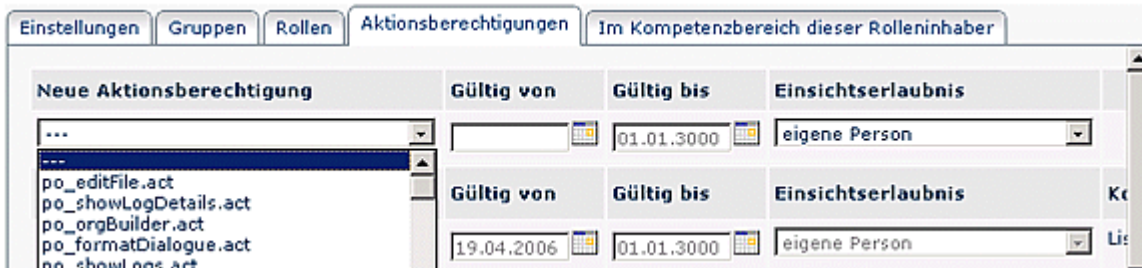 Einstellungen Gruppen Rollen Aktionsberechtigungen Im Kompetenzbereich dieser Rolleninhaber
Neue Aktionsberechtigung Gültig von Gültig bis Einsichtserlaubnis
--- 01.01.3000 eigene Person
---
po_editFile.act
po_showLogDetails.act Gültig von Gültig bis Einsichtserlaubnis
po_orgBuilder.act
po_formatDialogue.act 19.04.2006 01.01.3000 eigene Person
po_showLogs.act